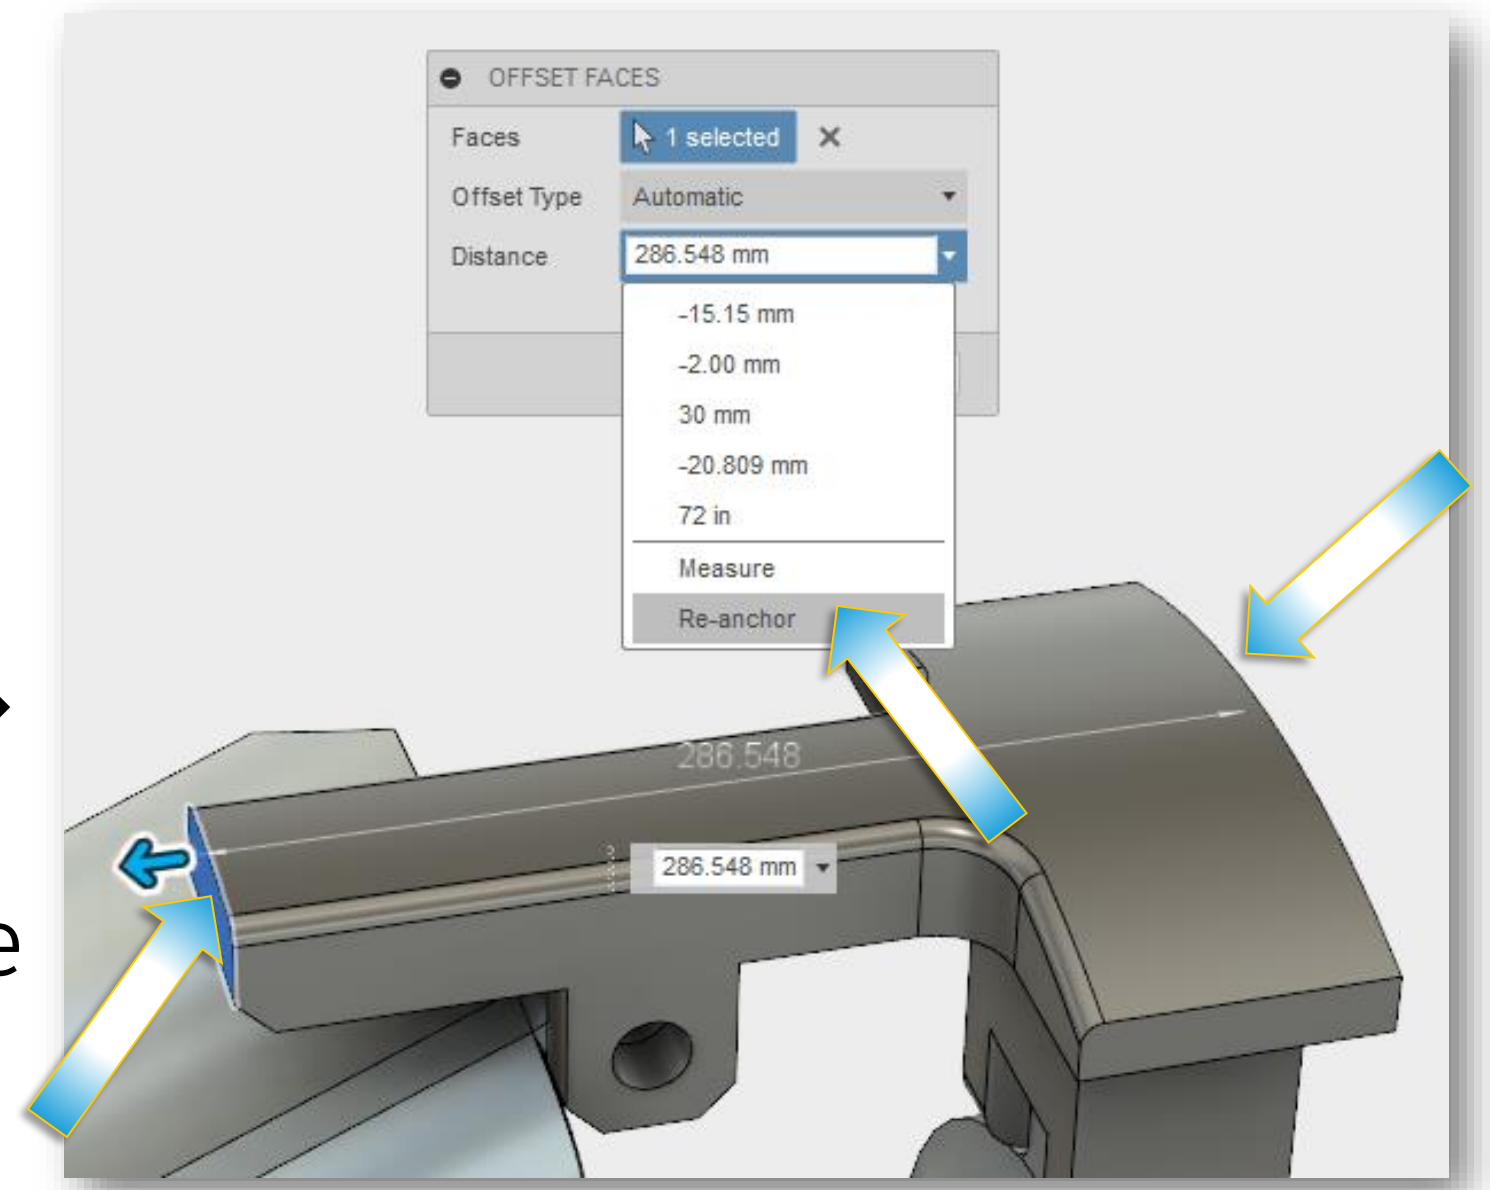 OFFSET FACES
Faces 1 selected
Offset Type Automatic
Distance 286.548 mm
-15.15 mm
-2.00 mm
30 mm
-20.809 mm
72 in
Measure
Re-anchor
286.548
286.548 mm
e